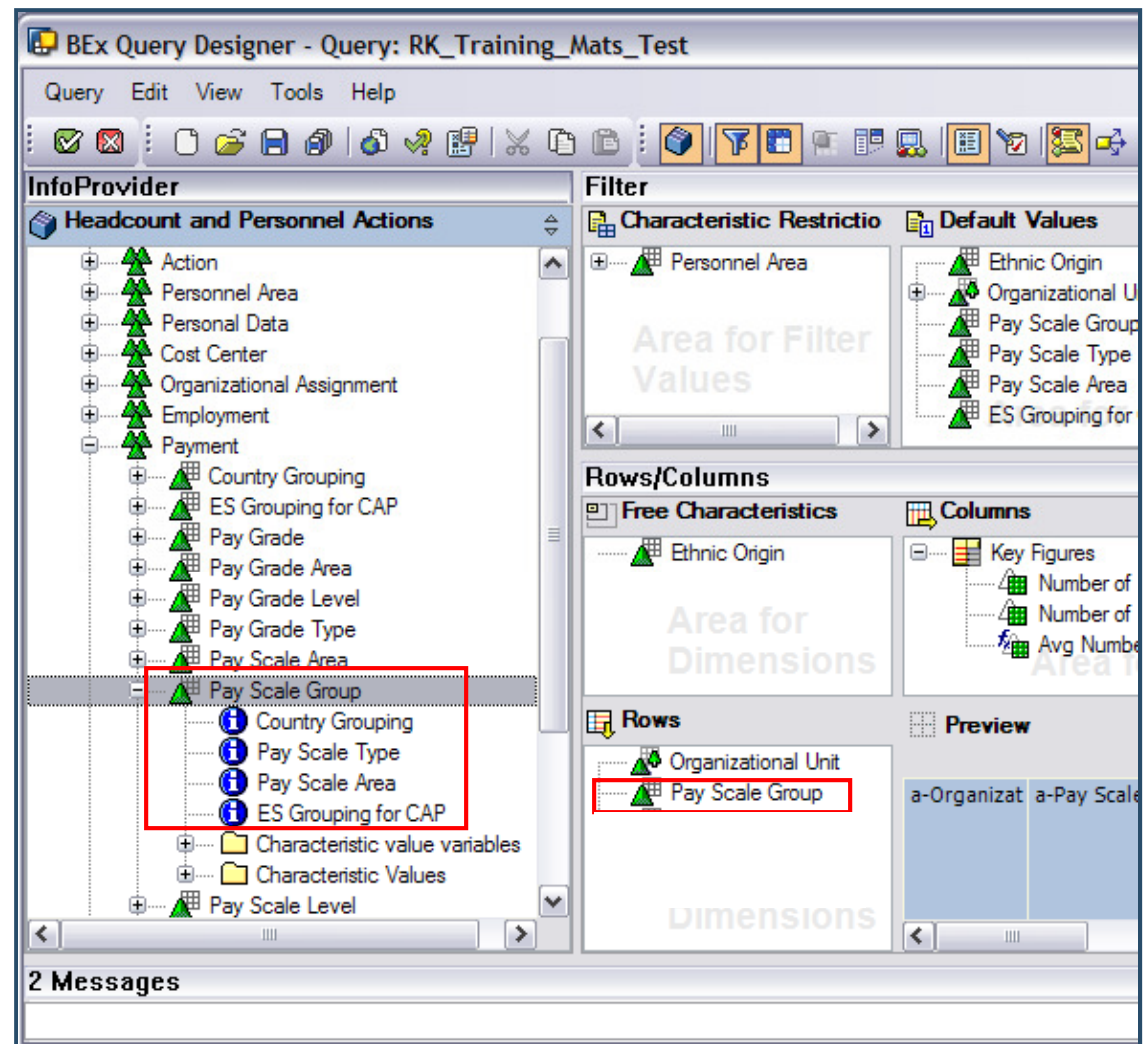 BEx Query Designer - Query: RK_Training_Mats_Test
Query Edit View Tools Help
InfoProvider
Headcount and Personnel Actions
Action
Personnel Area
Personal Data
Cost Center
Organizational Assignment
Employment
Payment
Country Grouping
ES Grouping for CAP
Pay Grade
Pay Grade Area
Pay Grade Level
Pay Grade Type
Pay Scale Area
Pay Scale Group
Country Grouping
Pay Scale Type
Pay Scale Area
ES Grouping for CAP
Characteristic value variables
Characteristic Values
Pay Scale Level
Filter
Characteristic Restrictio
Personnel Area
Area for Filter
Values
Default Values
Ethnic Origin
Organizational U
Pay Scale Group
Pay Scale Type
Pay Scale Area
ES Grouping for
Rows/Columns
Free Characteristics
Ethnic Origin
Area for
Dimensions
Columns
Key Figures
Number of
Number of
Avg Numbe
Area f
Rows
Organizational Unit
Pay Scale Group
Dimensions
Preview
a-Organizat a-Pay Scale
2 Messages